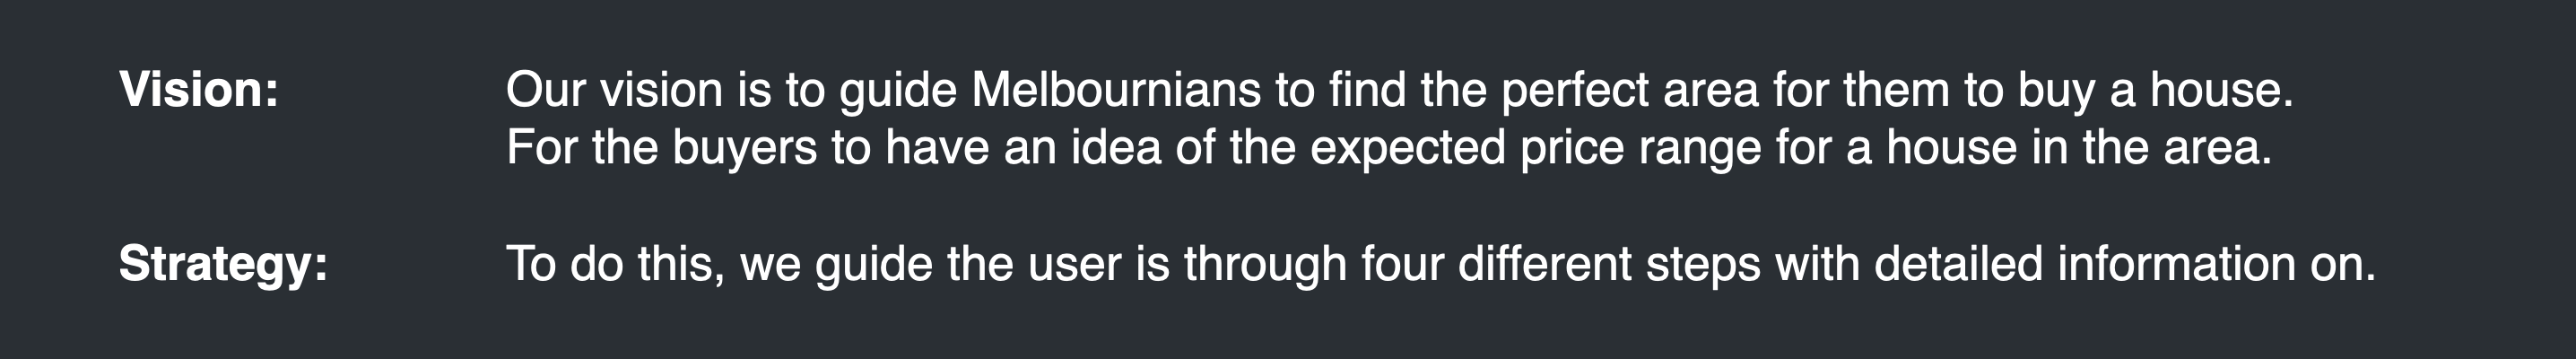 Vision: Our vision is to guide Melbournians to find the perfect area for them to buy a house.
For the buyers to have an idea of the expected price range for a house in the area.
Strategy: To do this, we guide the user is through four different steps with detailed information on.